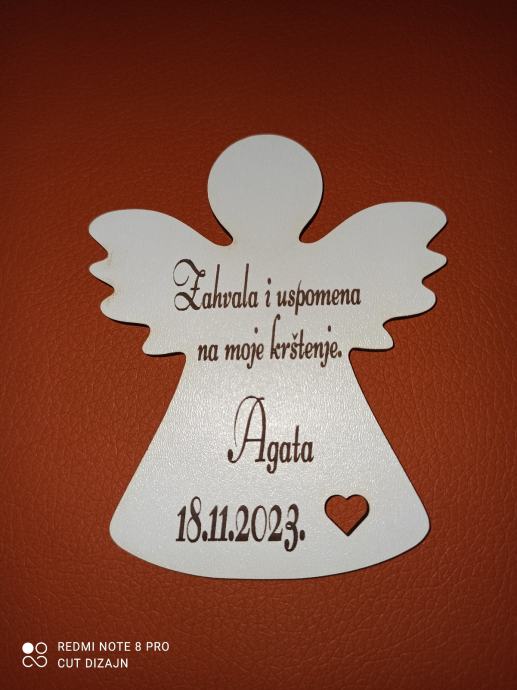 Zahvala i uspomena
na moje krštenje.
Agata
18.11.2023.
REDMI NOTE 8 PRO
CUT DIZAJN